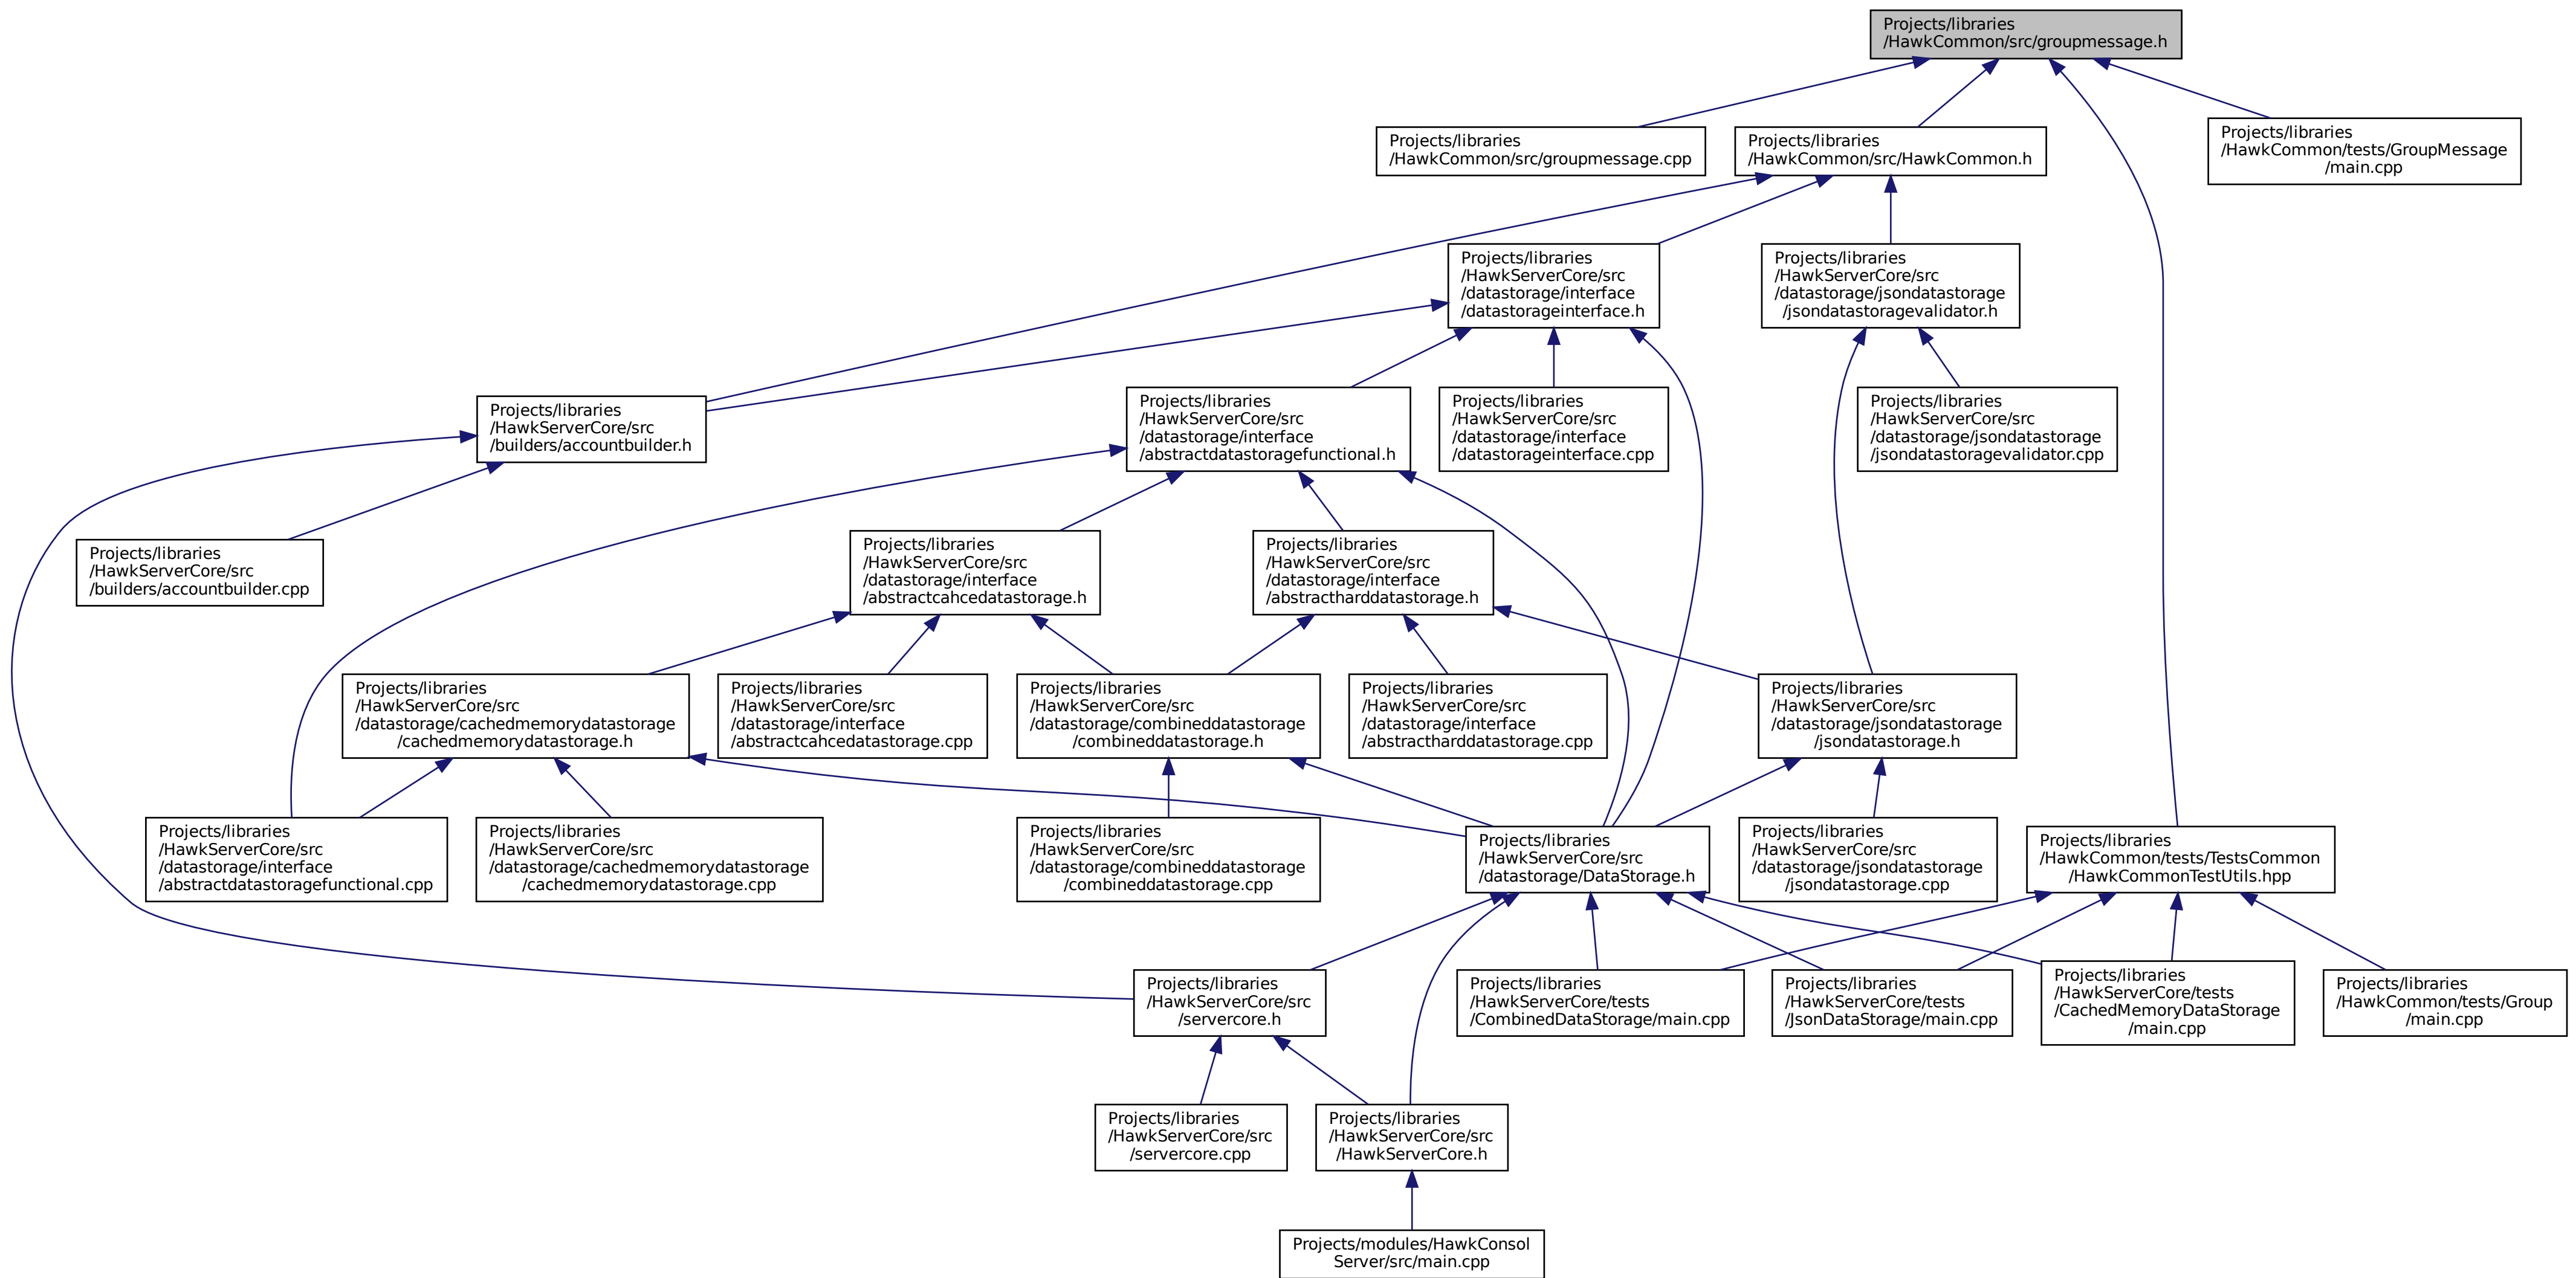 Projects/libraries
/HawkCommon/src/groupmessage.h
Projects/libraries
/HawkCommon/src/groupmessage.cpp
Projects/libraries
/HawkCommon/src/HawkCommon.h
Projects/libraries
/HawkCommon/tests/GroupMessage
/main.cpp
Projects/libraries
/HawkServerCore/src
/datastorage/interface
/datastorageinterface.h
Projects/libraries
/HawkServerCore/src
/datastorage/jsondatastorage
/jsondatastoragevalidator.h
Projects/libraries
/HawkServerCore/src
/builders/accountbuilder.h
Projects/libraries
/HawkServerCore/src
/datastorage/interface
/abstractdatastoragefunctional.h
Projects/libraries
/HawkServerCore/src
/datastorage/interface
/datastorageinterface.cpp
Projects/libraries
/HawkServerCore/src
/datastorage/jsondatastorage
/jsondatastoragevalidator.cpp
Projects/libraries
/HawkServerCore/src
/builders/accountbuilder.cpp
Projects/libraries
/HawkServerCore/src
/datastorage/interface
/abstractcahcedatastorage.h
Projects/libraries
/HawkServerCore/src
/datastorage/interface
/abstractharddatastorage.h
Projects/libraries
/HawkServerCore/src
/datastorage/cachedmemorydatastorage
/cachedmemorydatastorage.h
Projects/libraries
/HawkServerCore/src
/datastorage/interface
/abstractcahcedatastorage.cpp
Projects/libraries
/HawkServerCore/src
/datastorage/combineddatastorage
/combineddatastorage.h
Projects/libraries
/HawkServerCore/src
/datastorage/interface
/abstractharddatastorage.cpp
Projects/libraries
/HawkServerCore/src
/datastorage/jsondatastorage
/jsondatastorage.h
Projects/libraries
/HawkServerCore/src
/datastorage/interface
/abstractdatastoragefunctional.cpp
Projects/libraries
/HawkServerCore/src
/datastorage/cachedmemorydatastorage
/cachedmemorydatastorage.cpp
Projects/libraries
/HawkServerCore/src
/datastorage/combineddatastorage
/combineddatastorage.cpp
Projects/libraries
/HawkServerCore/src
/datastorage/DataStorage.h
Projects/libraries
/HawkServerCore/src
/datastorage/jsondatastorage
/jsondatastorage.cpp
Projects/libraries
/HawkCommon/tests/TestsCommon
/HawkCommonTestUtils.hpp
Projects/libraries
/HawkServerCore/src
/servercore.h
Projects/libraries
/HawkServerCore/tests
/CombinedDataStorage/main.cpp
Projects/libraries
/HawkServerCore/tests
/JsonDataStorage/main.cpp
Projects/libraries
/HawkServerCore/tests
/CachedMemoryDataStorage
/main.cpp
Projects/libraries
/HawkCommon/tests/Group
/main.cpp
Projects/libraries
/HawkServerCore/src
/servercore.cpp
Projects/libraries
/HawkServerCore/src
/HawkServerCore.h
Projects/modules/HawkConsol
Server/src/main.cpp